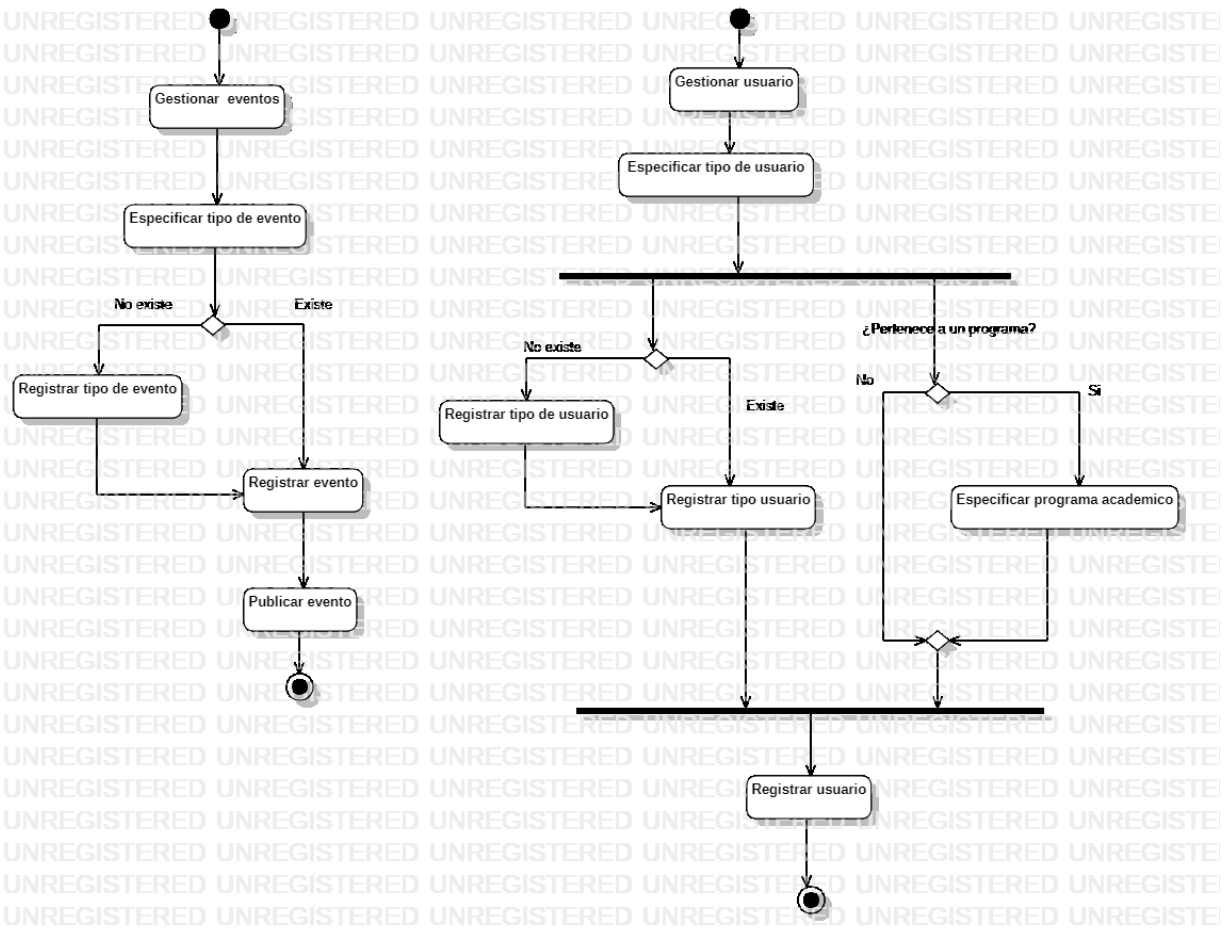 Gestionar eventos
Especificar tipo de evento
No existe
Existe
Registrar tipo de evento
Registrar evento
Publicar evento
Gestionar usuario
Especificar tipo de usuario
No existe
Existe
Registrar tipo de usuario
Registrar tipo usuario
¿Pertenece a un programa?
No
Si
Especificar programa academico
Registrar usuario
UNREGISTERED